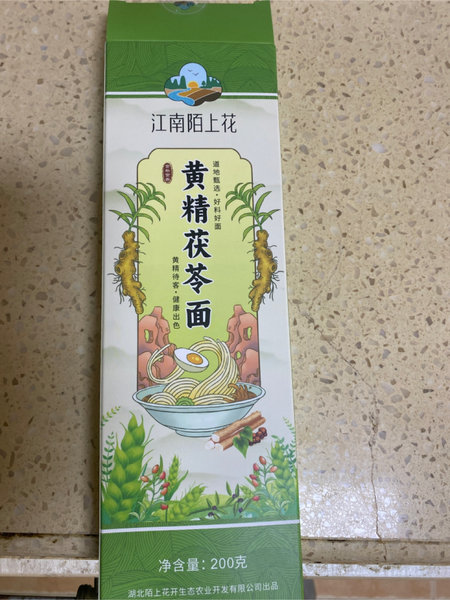 江南陌上花
道地甄选·好料好面
黄精茯苓面
黄精待客·健康出色
净含量：200克
湖北陌上花开生态农业开发有限公司出品